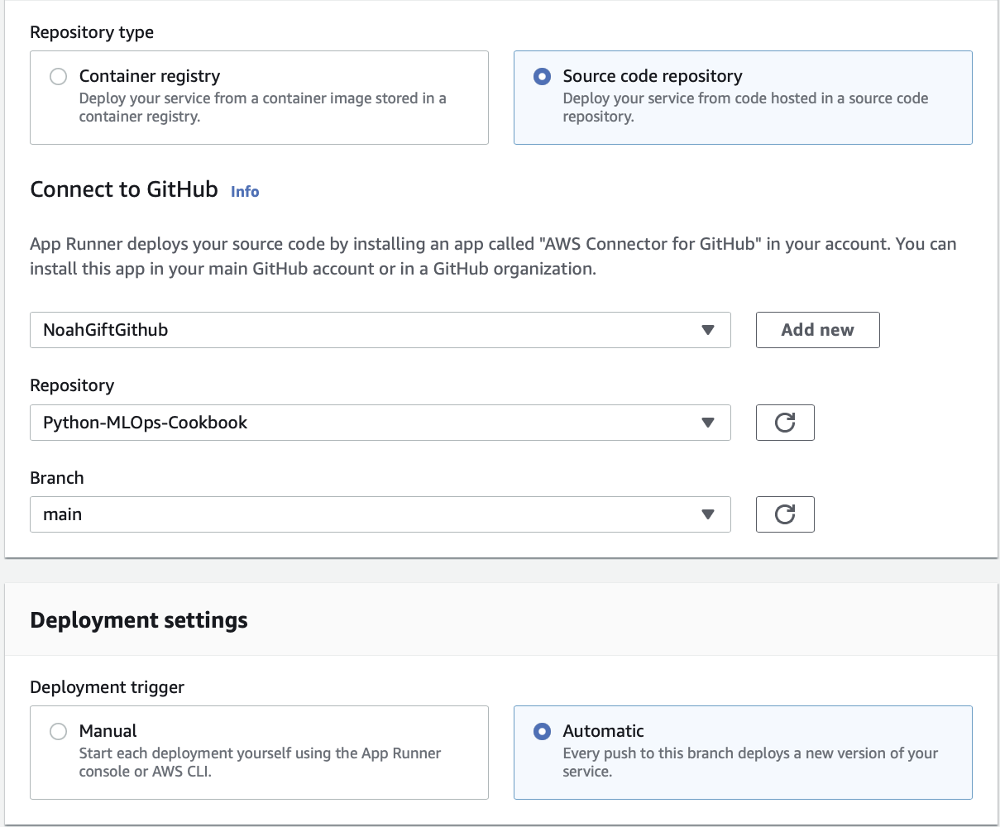 Repository type
Container registry
Deploy your service from a container image stored in a
container registry.
Source code repository
Deploy your service from code hosted in a source code
repository.
Connect to GitHub Info
App Runner deploys your source code by installing an app called "AWS Connector for GitHub" in your account. You can
install this app in your main GitHub account or in a GitHub organization.
NoahGiftGithub
Add new
Repository
Python-MLOps-Cookbook
Branch
main
Deployment settings
Deployment trigger
Manual
Start each deployment yourself using the App Runner
console or AWS CLI.
Automatic
Every push to this branch deploys a new version of your
service.